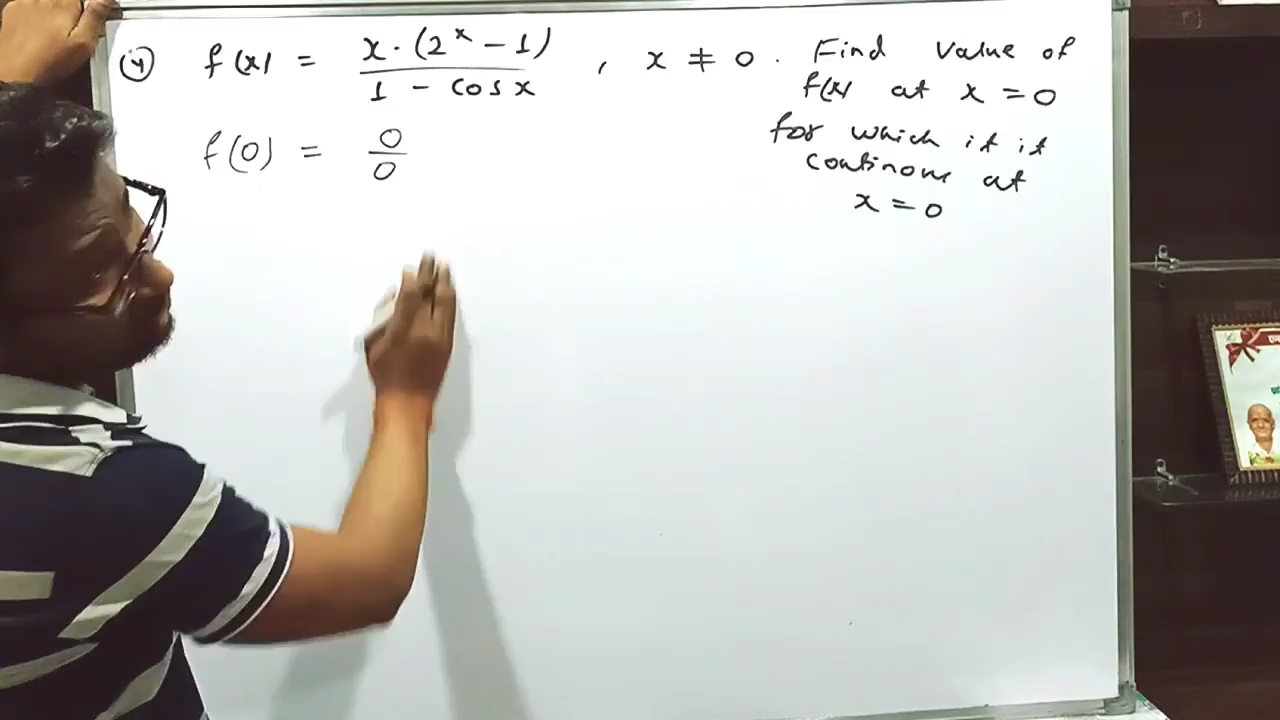 (4) f(x) = x·(2^x − 1) / 1 − cos x , x ≠ 0. Find value of
f(x) at x = 0
for which it it
continous at
x = 0
f(0) = 0/0